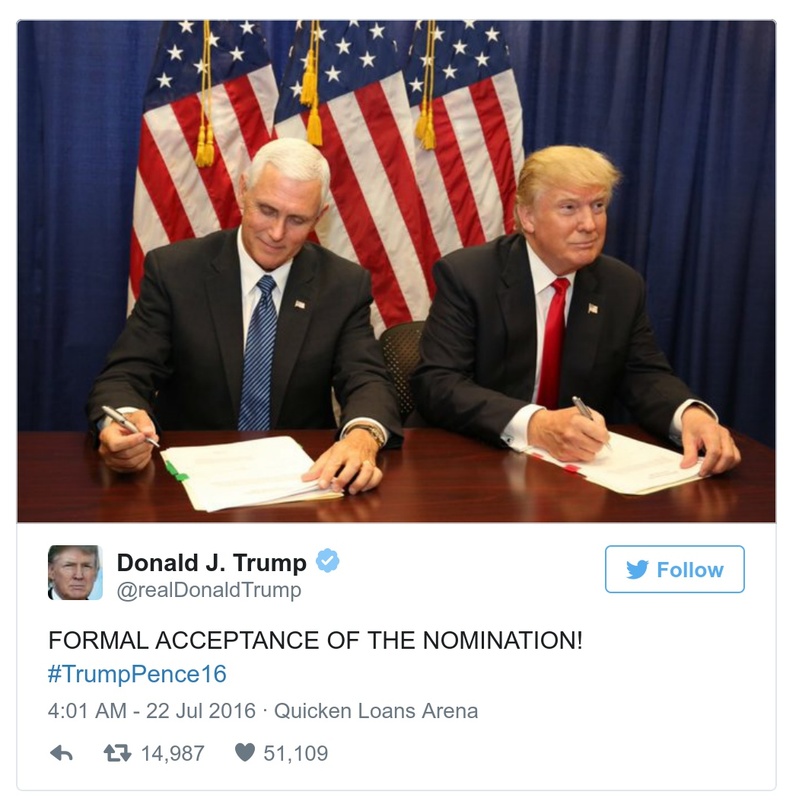 Donald J. Trump
@realDonaldTrump
Follow
FORMAL ACCEPTANCE OF THE NOMINATION!
#TrumpPence16
4:01 AM - 22 Jul 2016 · Quicken Loans Arena
14,987 51,109